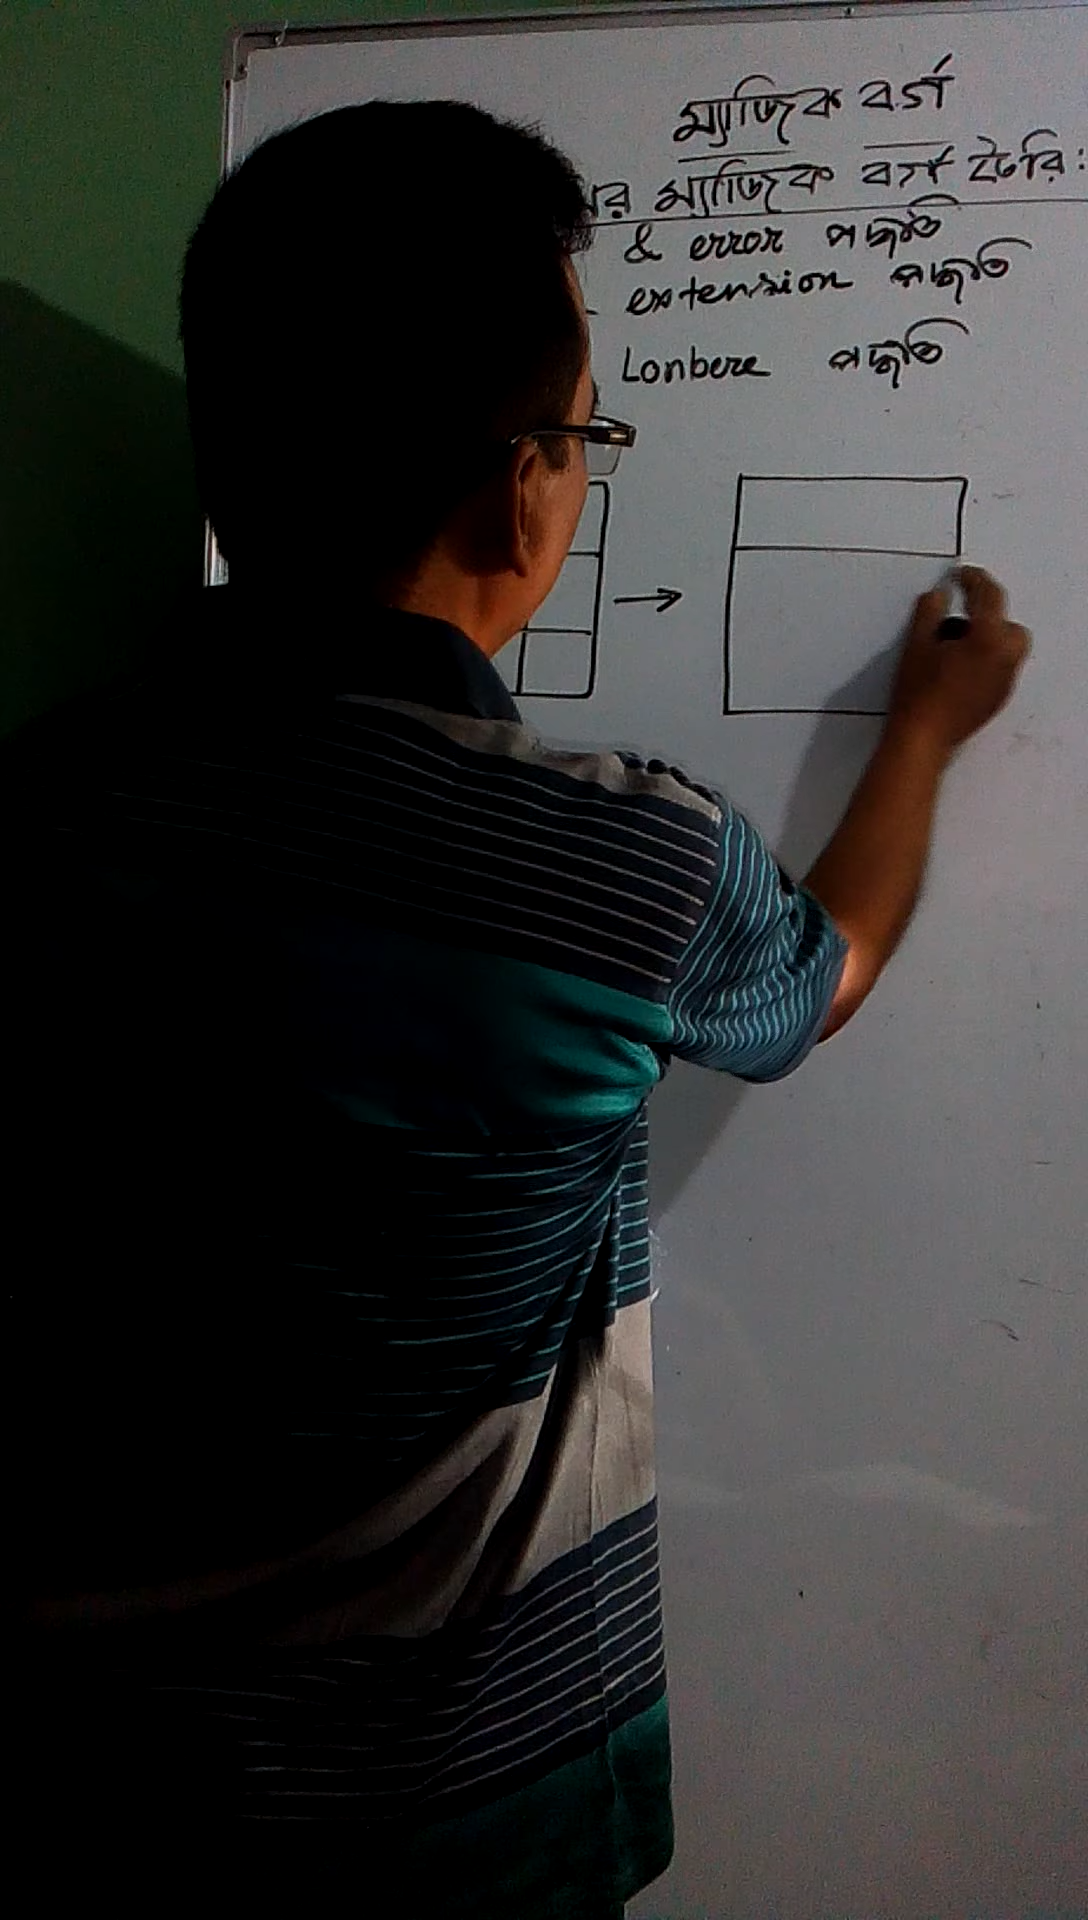 ম্যাজিক বর্গ
ম্যাজিক বর্গ তৈরি:
& error পদ্ধতি
extension পদ্ধতি
Lonbere পদ্ধতি